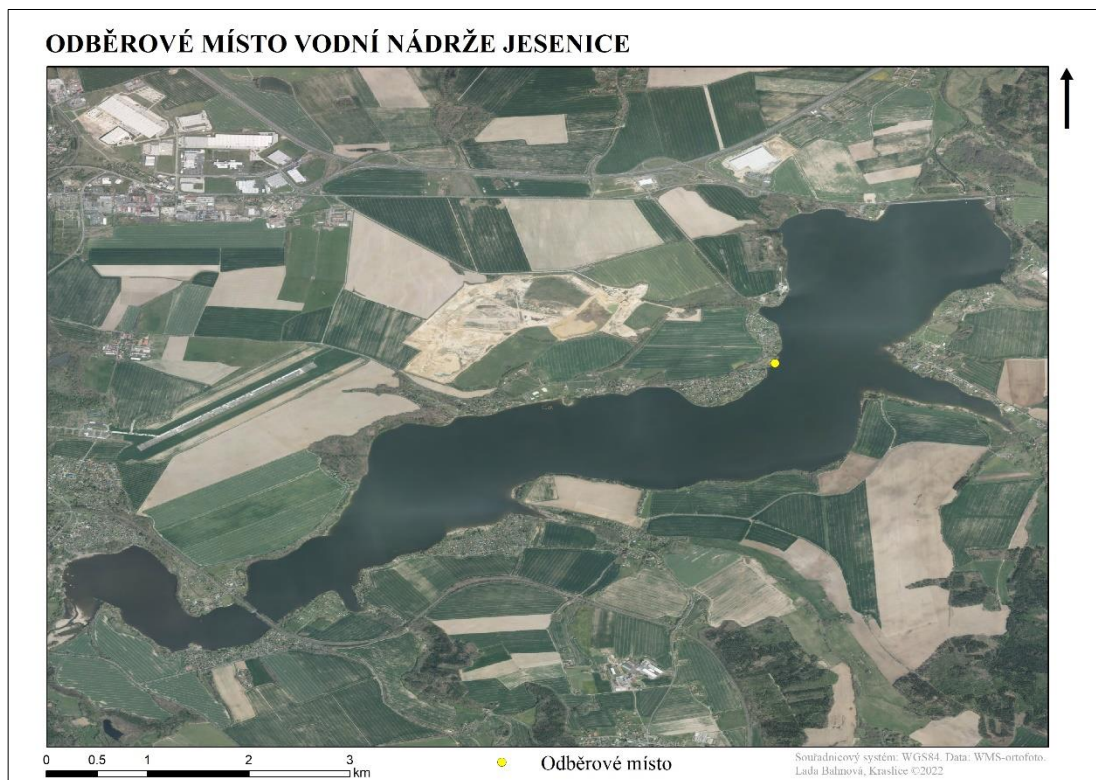 ODBĚROVÉ MÍSTO VODNÍ NÁDRŽE JESENICE
0 0.5 1 2 3
km
Odběrové místo
Souřadnicový systém: WGS84. Data: WMS-ortofoto.
Lada Balmová, Kraslice ©2022